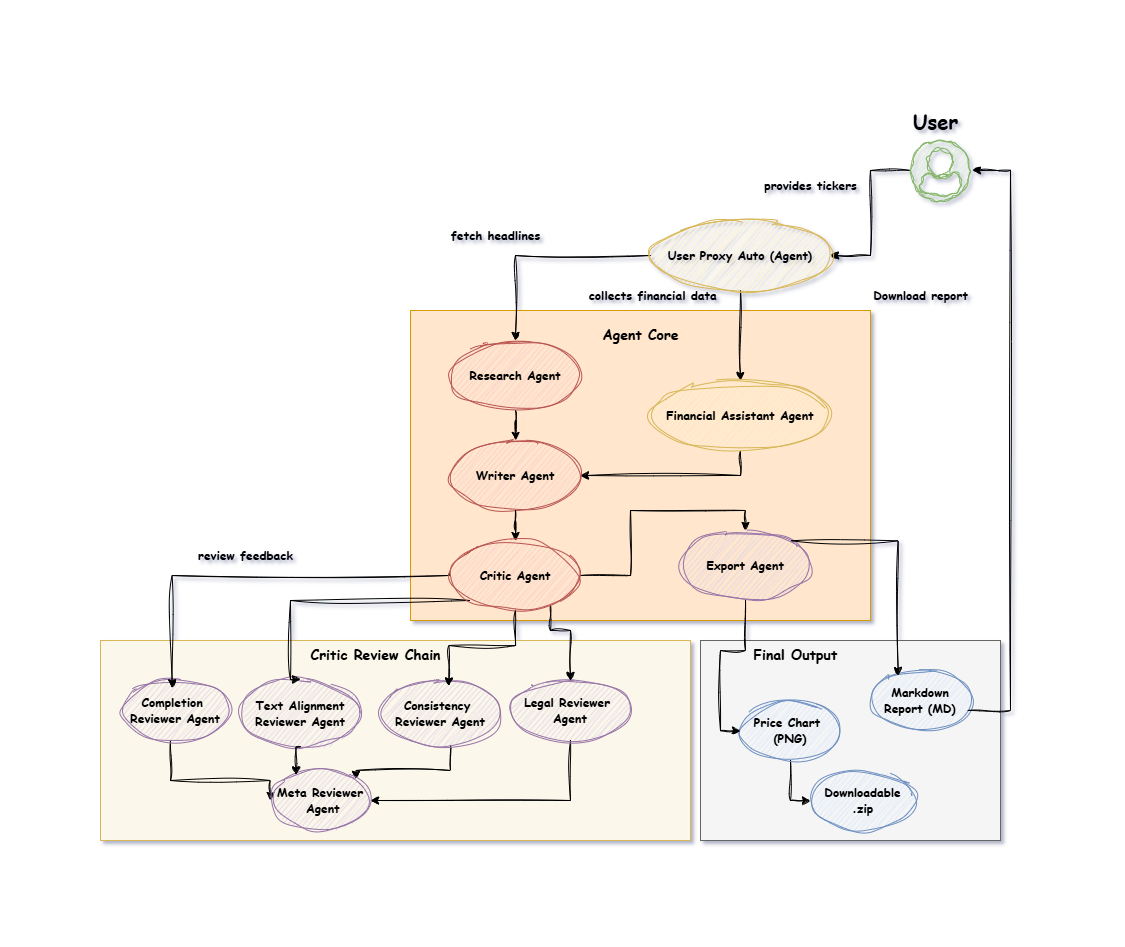 User
provides tickers
fetch headlines
User Proxy Auto (Agent)
collects financial data
Download report
Agent Core
Research Agent
Financial Assistant Agent
Writer Agent
review feedback
Critic Agent
Export Agent
Critic Review Chain
Final Output
Completion
Reviewer Agent
Text Alignment
Reviewer Agent
Consistency
Reviewer Agent
Legal Reviewer
Agent
Markdown
Report (MD)
Price Chart
(PNG)
Meta Reviewer
Agent
Downloadable
.zip